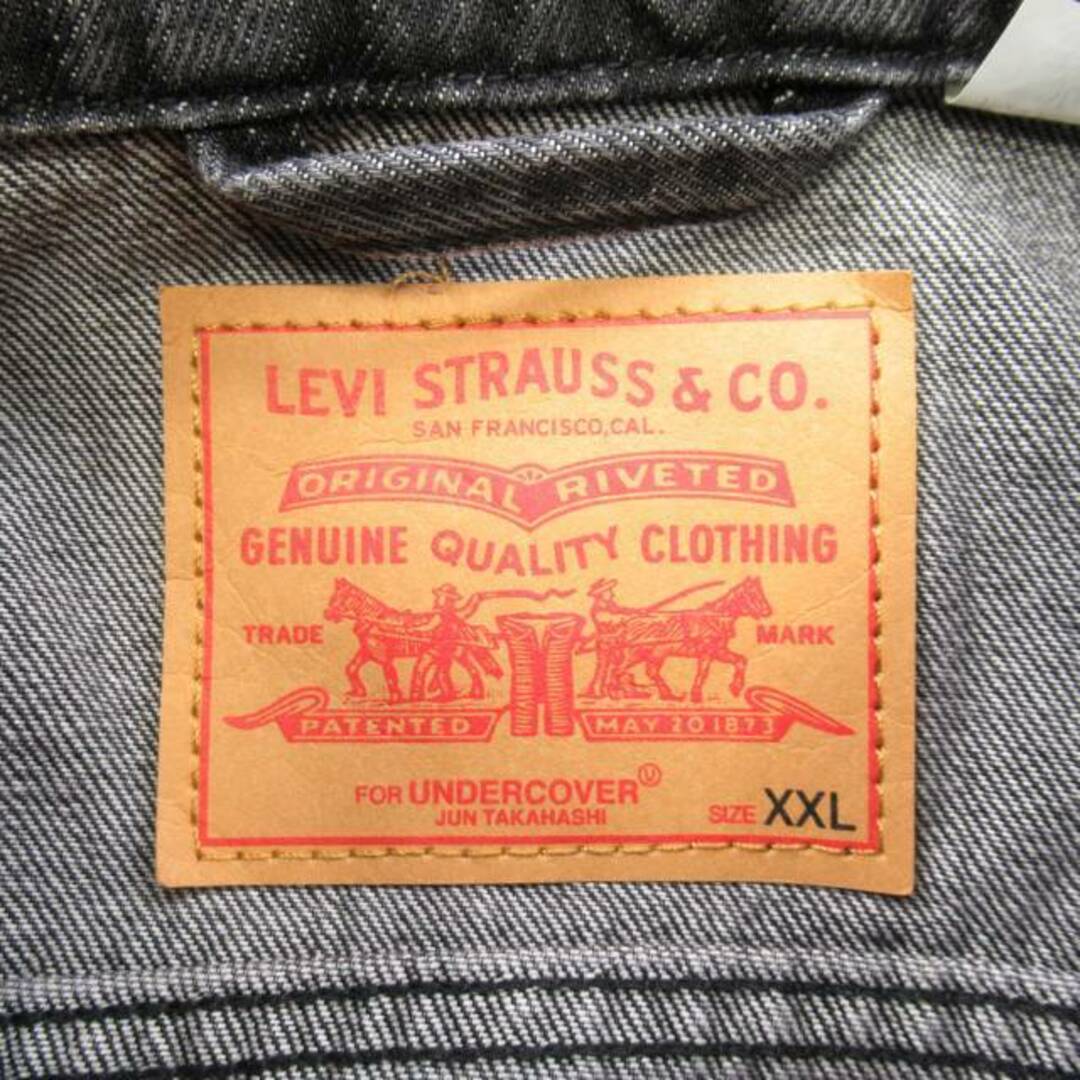 LEVI STRAUSS & CO.
SAN FRANCISCO, CAL.
ORIGINAL RIVETED
GENUINE QUALITY CLOTHING
TRADE MARK
PATENTED MAY 20 1873
FOR UNDERCOVER Ⓤ
JUN TAKAHASHI
SIZE XXL